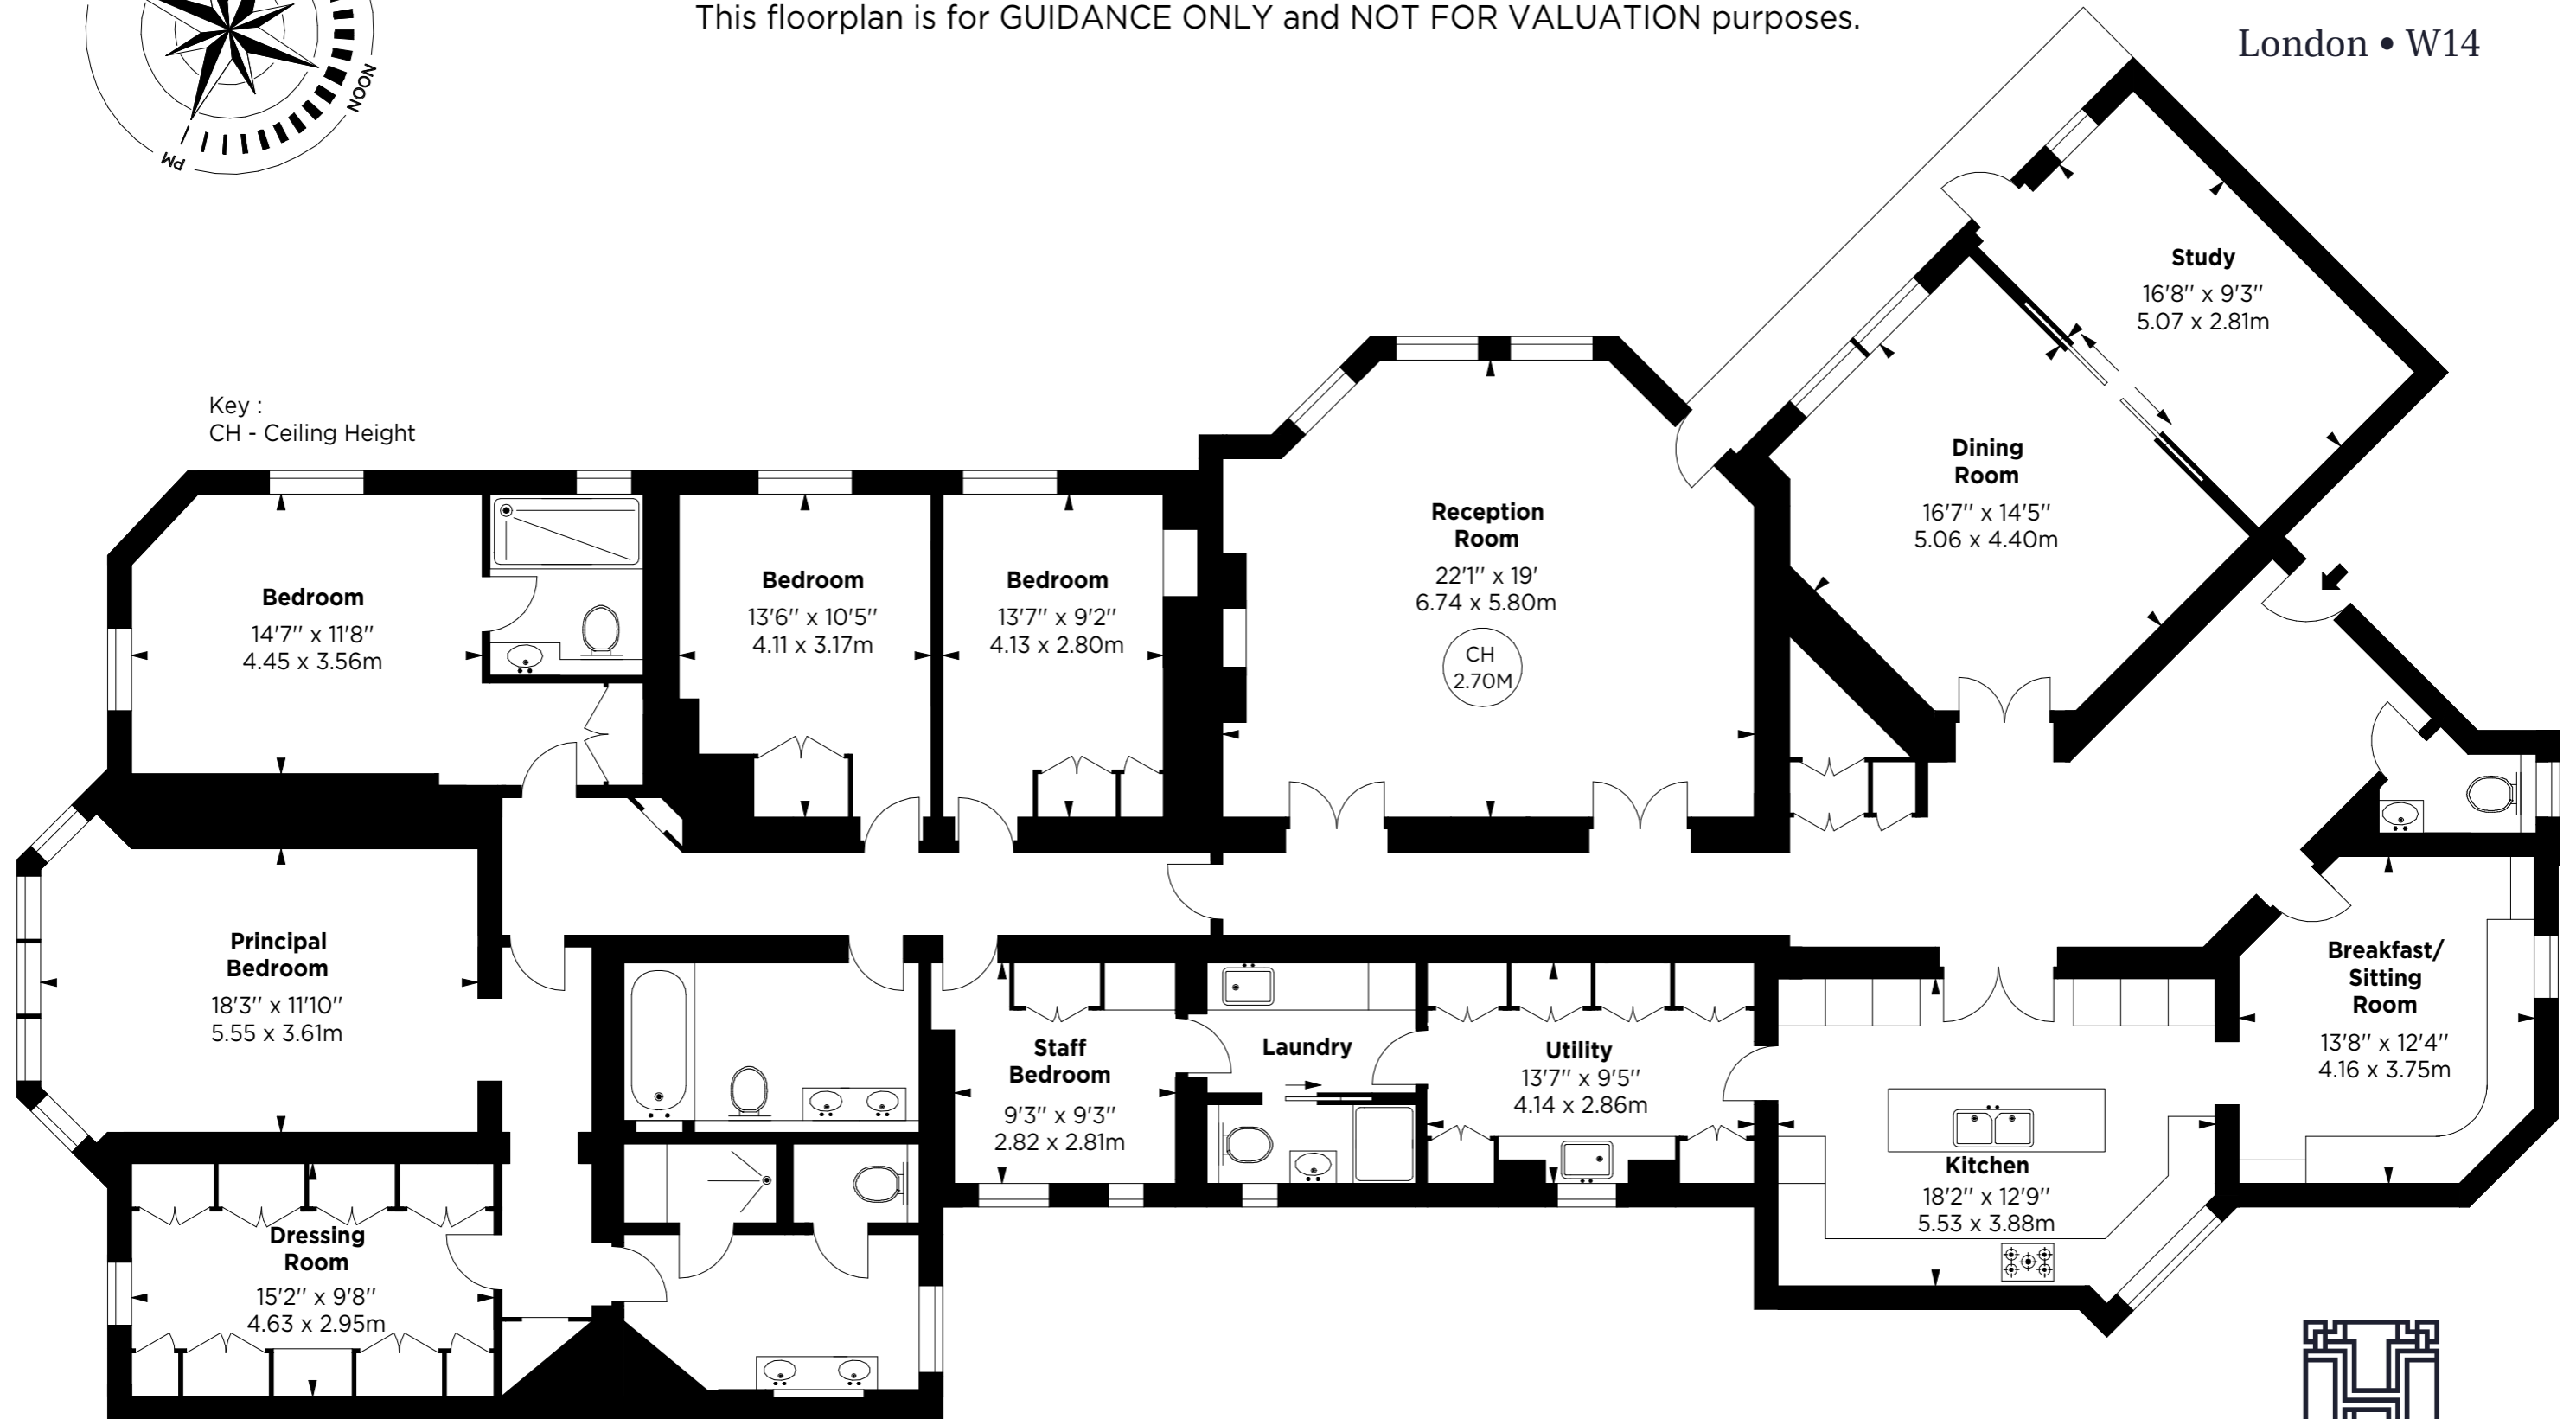 This floorplan is for GUIDANCE ONLY and NOT FOR VALUATION purposes.
London • W14
NOON
PM
Key :
CH - Ceiling Height
Study
16'8'' x 9'3''
5.07 x 2.81m
Dining
Room
16'7'' x 14'5''
5.06 x 4.40m
Reception
Room
22'1'' x 19'
6.74 x 5.80m
CH
2.70M
Bedroom
14'7'' x 11'8''
4.45 x 3.56m
Bedroom
13'6'' x 10'5''
4.11 x 3.17m
Bedroom
13'7'' x 9'2''
4.13 x 2.80m
Principal
Bedroom
18'3'' x 11'10''
5.55 x 3.61m
Staff
Bedroom
9'3'' x 9'3''
2.82 x 2.81m
Laundry
Utility
13'7'' x 9'5''
4.14 x 2.86m
Kitchen
18'2'' x 12'9''
5.53 x 3.88m
Breakfast/
Sitting
Room
13'8'' x 12'4''
4.16 x 3.75m
Dressing
Room
15'2'' x 9'8''
4.63 x 2.95m